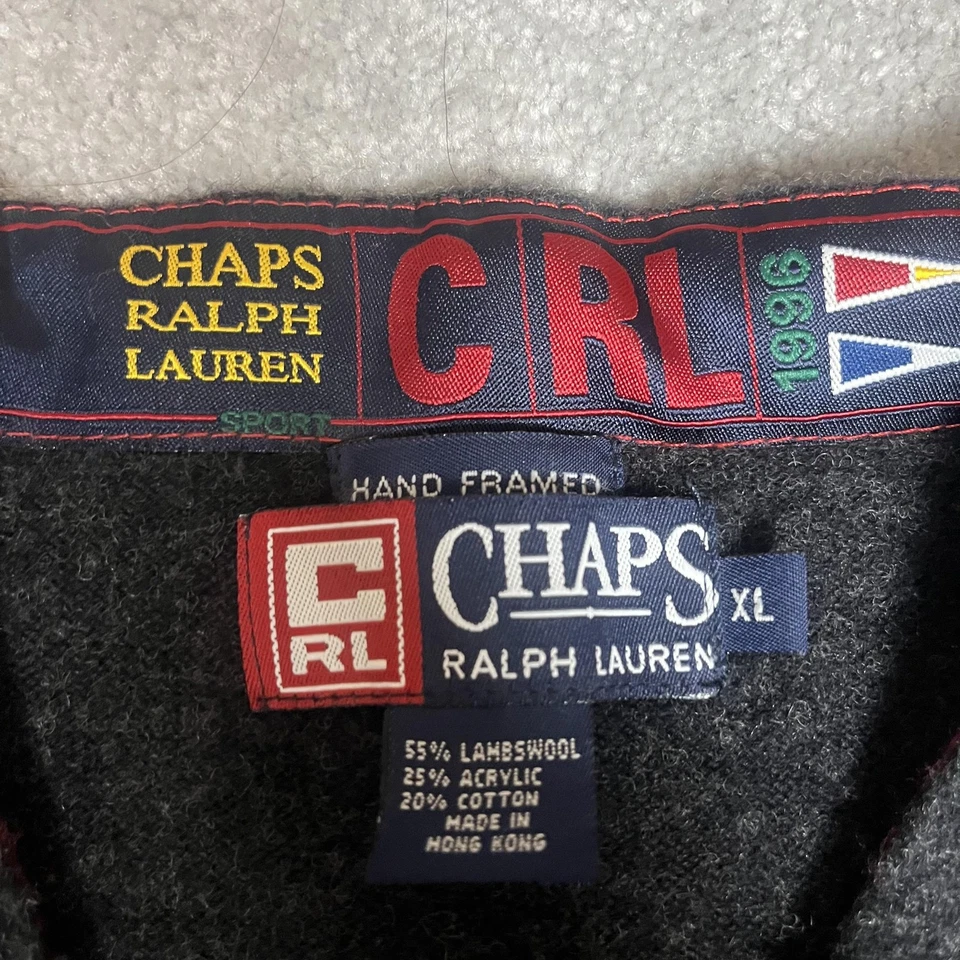 CHAPS
RALPH
LAUREN
SPORT
C RL
1996
HAND FRAMED
C
RL
CHAPS
RALPH LAUREN
XL
55% LAMBSWOOL
25% ACRYLIC
20% COTTON
MADE IN
HONG KONG